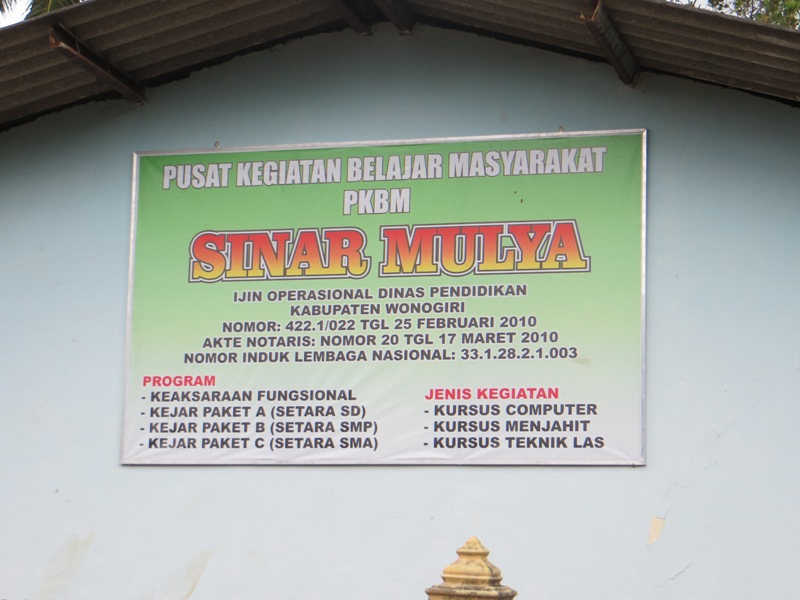 PUSAT KEGIATAN BELAJAR MASYARAKAT
PKBM
SINAR MULYA
IJIN OPERASIONAL DINAS PENDIDIKAN
KABUPATEN WONOGIRI
NOMOR: 422.1/022 TGL 25 FEBRUARI 2010
AKTE NOTARIS: NOMOR 20 TGL 17 MARET 2010
NOMOR INDUK LEMBAGA NASIONAL: 33.1.28.2.1.003
PROGRAM
- KEAKSARAAN FUNGSIONAL
- KEJAR PAKET A (SETARA SD)
- KEJAR PAKET B (SETARA SMP)
- KEJAR PAKET C (SETARA SMA)
JENIS KEGIATAN
- KURSUS COMPUTER
- KURSUS MENJAHIT
- KURSUS TEKNIK LAS